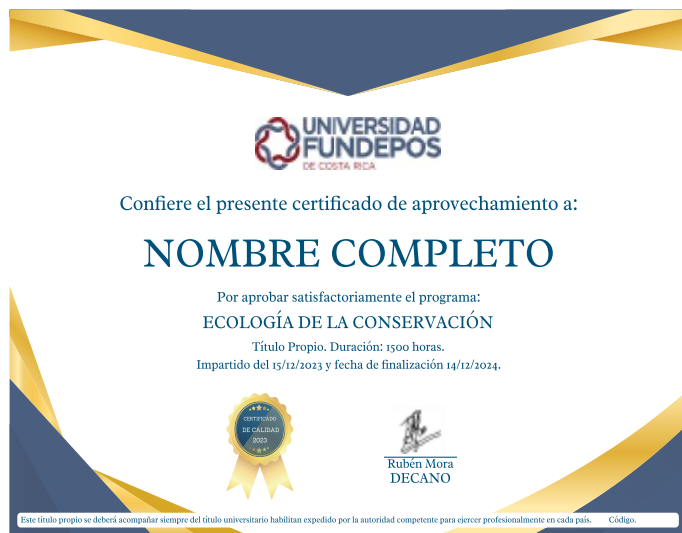 UNIVERSIDAD
FUNDEPOS
DE COSTA RICA
Confiere el presente certificado de aprovechamiento a:
NOMBRE COMPLETO
Por aprobar satisfactoriamente el programa:
ECOLOGÍA DE LA CONSERVACIÓN
Título Propio. Duración: 1500 horas.
Impartido del 15/12/2023 y fecha de finalización 14/12/2024.
CERTIFICADO
DE CALIDAD
2023
Rubén Mora
DECANO
Este título propio se deberá acompañar siempre del título universitario habilitan expedido por la autoridad competente para ejercer profesionalmente en cada país. Código.